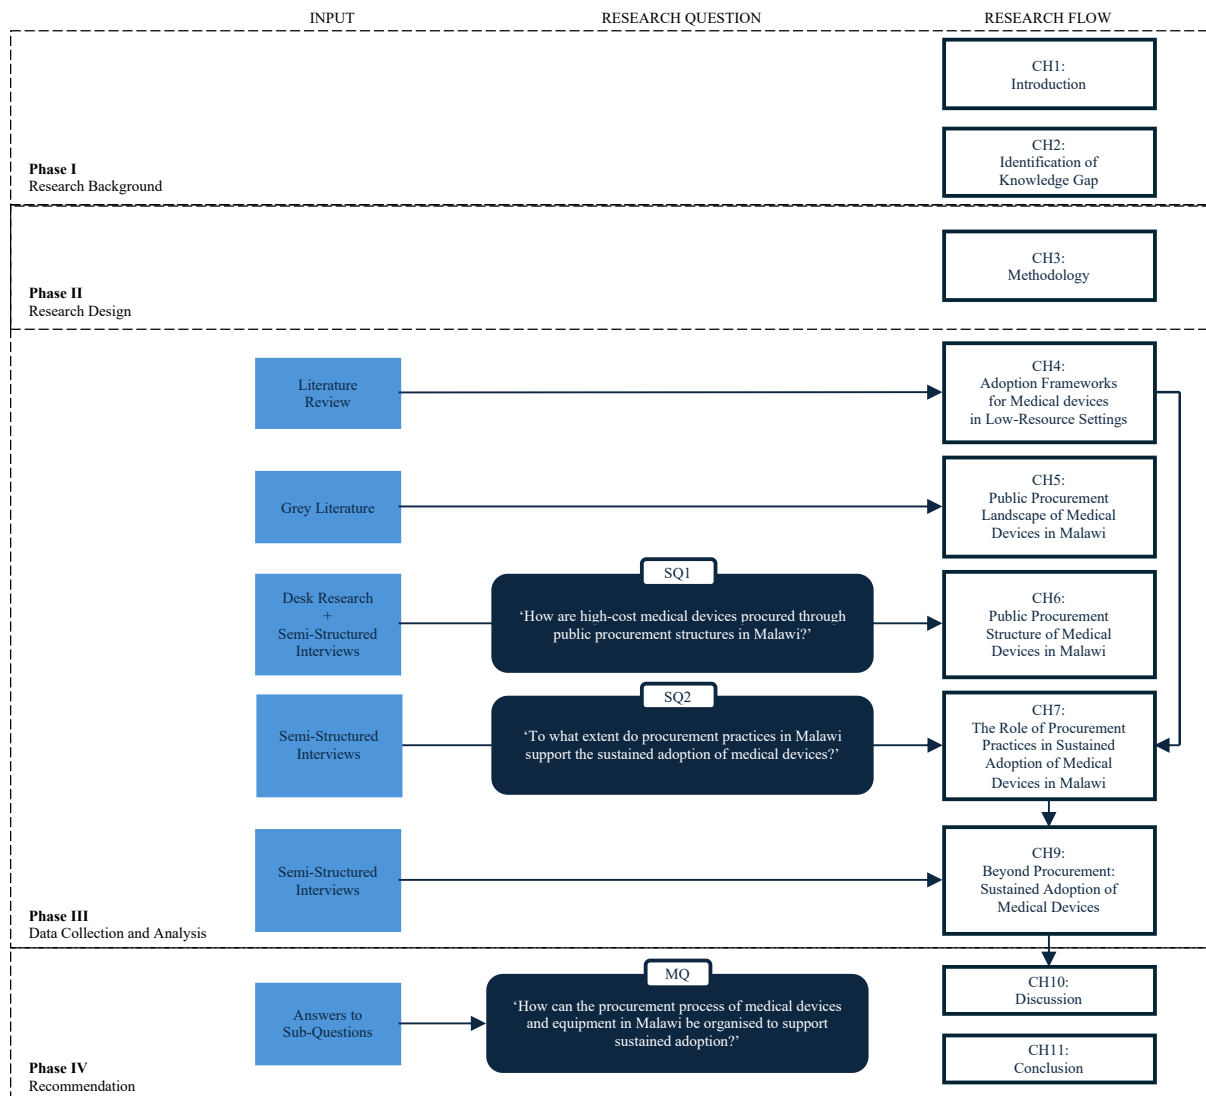 INPUT
RESEARCH QUESTION
RESEARCH FLOW
CH1:
Introduction
CH2:
Identification of
Knowledge Gap
Phase I
Research Background
CH3:
Methodology
Phase II
Research Design
Literature
Review
CH4:
Adoption Frameworks
for Medical devices
in Low-Resource Settings
Grey Literature
CH5:
Public Procurement
Landscape of Medical
Devices in Malawi
Desk Research
+
Semi-Structured
Interviews
SQ1
‘How are high-cost medical devices procured through
public procurement structures in Malawi?’
CH6:
Public Procurement
Structure of Medical
Devices in Malawi
Semi-Structured
Interviews
SQ2
‘To what extent do procurement practices in Malawi
support the sustained adoption of medical devices?’
CH7:
The Role of Procurement
Practices in Sustained
Adoption of Medical
Devices in Malawi
Semi-Structured
Interviews
CH9:
Beyond Procurement:
Sustained Adoption of
Medical Devices
Phase III
Data Collection and Analysis
Answers to
Sub-Questions
MQ
‘How can the procurement process of medical devices
and equipment in Malawi be organised to support
sustained adoption?’
CH10:
Discussion
CH11:
Conclusion
Phase IV
Recommendation